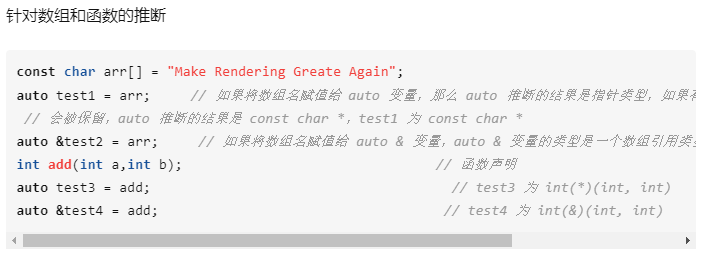 针对数组和函数的推断
const char arr[] = "Make Rendering Greate Again";
auto test1 = arr;     // 如果将数组名赋值给 auto 变量，那么 auto 推断的结果是指针类型，如果有
 // 会被保留，auto 推断的结果是 const char *，test1 为 const char *
auto &test2 = arr;     // 如果将数组名赋值给 auto & 变量，auto & 变量的类型是一个数组引用类
int add(int a,int b);                               // 函数声明
auto test3 = add;                                     // test3 为 int(*)(int, int)
auto &test4 = add;                                   // test4 为 int(&)(int, int)